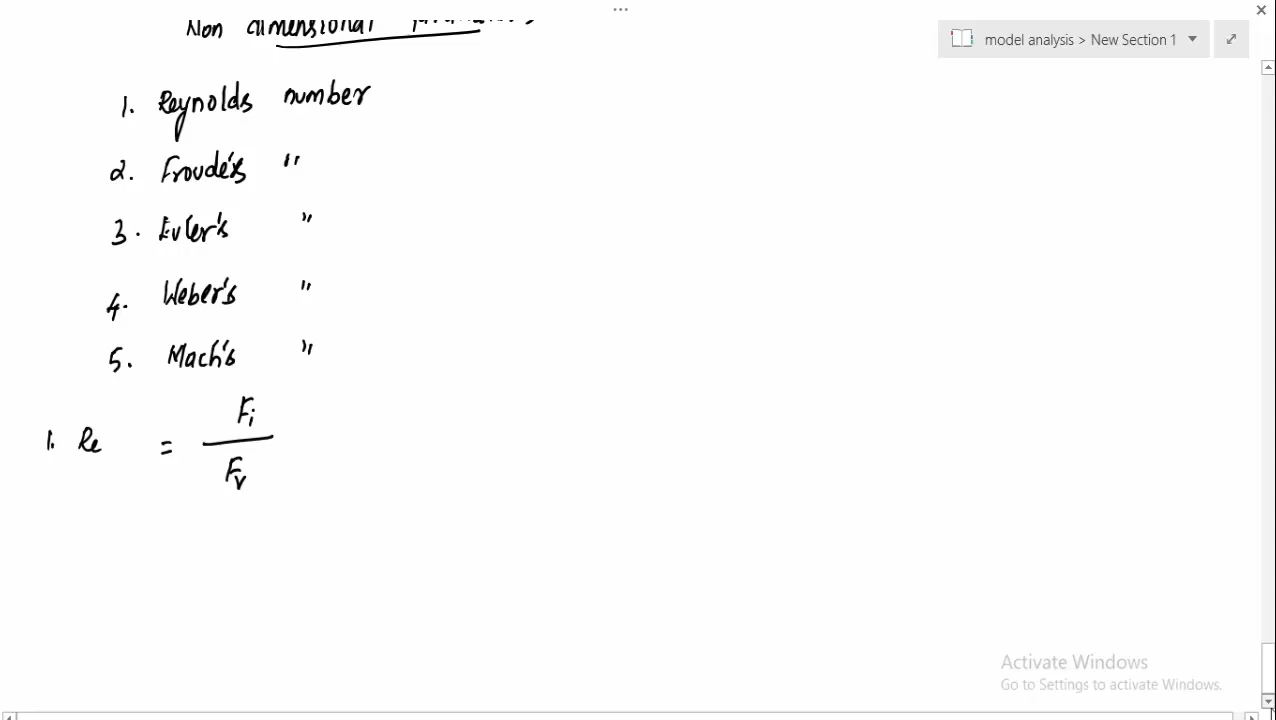 Non dimensional
model analysis > New Section 1
1. Reynolds number
2. Froude's "
3. Euler's "
4. Weber's "
5. Mach's "
1. Re = Fi / Fv
Activate Windows
Go to Settings to activate Windows.